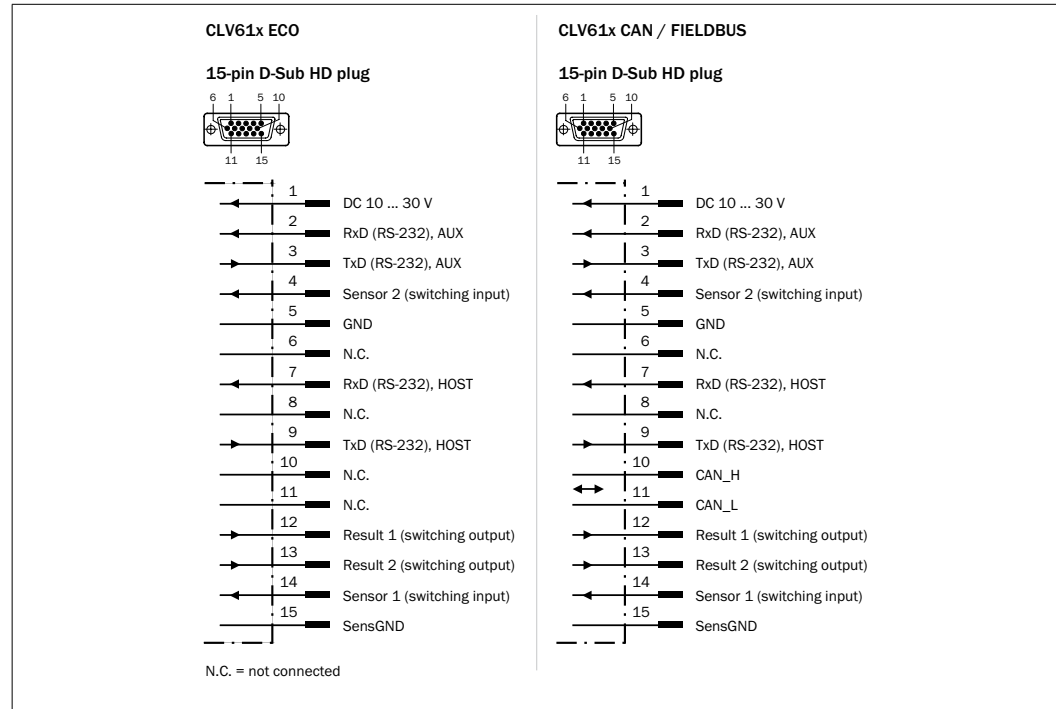 CLV61x ECO
15-pin D-Sub HD plug
6 1 5 10
11 15
1 DC 10 ... 30 V
2 RxD (RS-232), AUX
3 TxD (RS-232), AUX
4 Sensor 2 (switching input)
5 GND
6 N.C.
7 RxD (RS-232), HOST
8 N.C.
9 TxD (RS-232), HOST
10 N.C.
11 N.C.
12 Result 1 (switching output)
13 Result 2 (switching output)
14 Sensor 1 (switching input)
15 SensGND
N.C. = not connected
CLV61x CAN / FIELDBUS
15-pin D-Sub HD plug
6 1 5 10
11 15
1 DC 10 ... 30 V
2 RxD (RS-232), AUX
3 TxD (RS-232), AUX
4 Sensor 2 (switching input)
5 GND
6 N.C.
7 RxD (RS-232), HOST
8 N.C.
9 TxD (RS-232), HOST
10 CAN_H
11 CAN_L
12 Result 1 (switching output)
13 Result 2 (switching output)
14 Sensor 1 (switching input)
15 SensGND